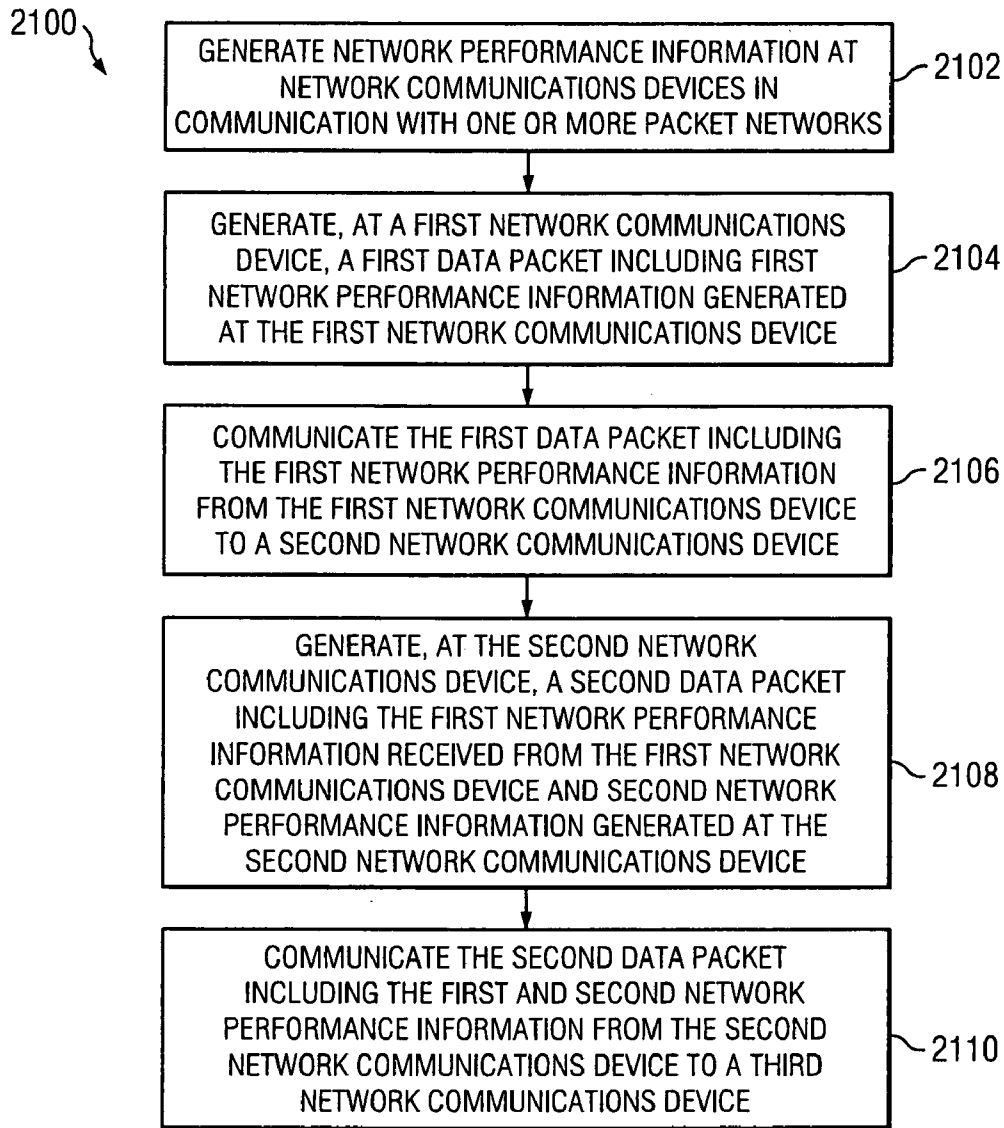 2100
GENERATE NETWORK PERFORMANCE INFORMATION AT
NETWORK COMMUNICATIONS DEVICES IN
COMMUNICATION WITH ONE OR MORE PACKET NETWORKS
2102
GENERATE, AT A FIRST NETWORK COMMUNICATIONS
DEVICE, A FIRST DATA PACKET INCLUDING FIRST
NETWORK PERFORMANCE INFORMATION GENERATED
AT THE FIRST NETWORK COMMUNICATIONS DEVICE
2104
COMMUNICATE THE FIRST DATA PACKET INCLUDING
THE FIRST NETWORK PERFORMANCE INFORMATION
FROM THE FIRST NETWORK COMMUNICATIONS DEVICE
TO A SECOND NETWORK COMMUNICATIONS DEVICE
2106
GENERATE, AT THE SECOND NETWORK
COMMUNICATIONS DEVICE, A SECOND DATA PACKET
INCLUDING THE FIRST NETWORK PERFORMANCE
INFORMATION RECEIVED FROM THE FIRST NETWORK
COMMUNICATIONS DEVICE AND SECOND NETWORK
PERFORMANCE INFORMATION GENERATED AT THE
SECOND NETWORK COMMUNICATIONS DEVICE
2108
COMMUNICATE THE SECOND DATA PACKET
INCLUDING THE FIRST AND SECOND NETWORK
PERFORMANCE INFORMATION FROM THE SECOND
NETWORK COMMUNICATIONS DEVICE TO A THIRD
NETWORK COMMUNICATIONS DEVICE
2110